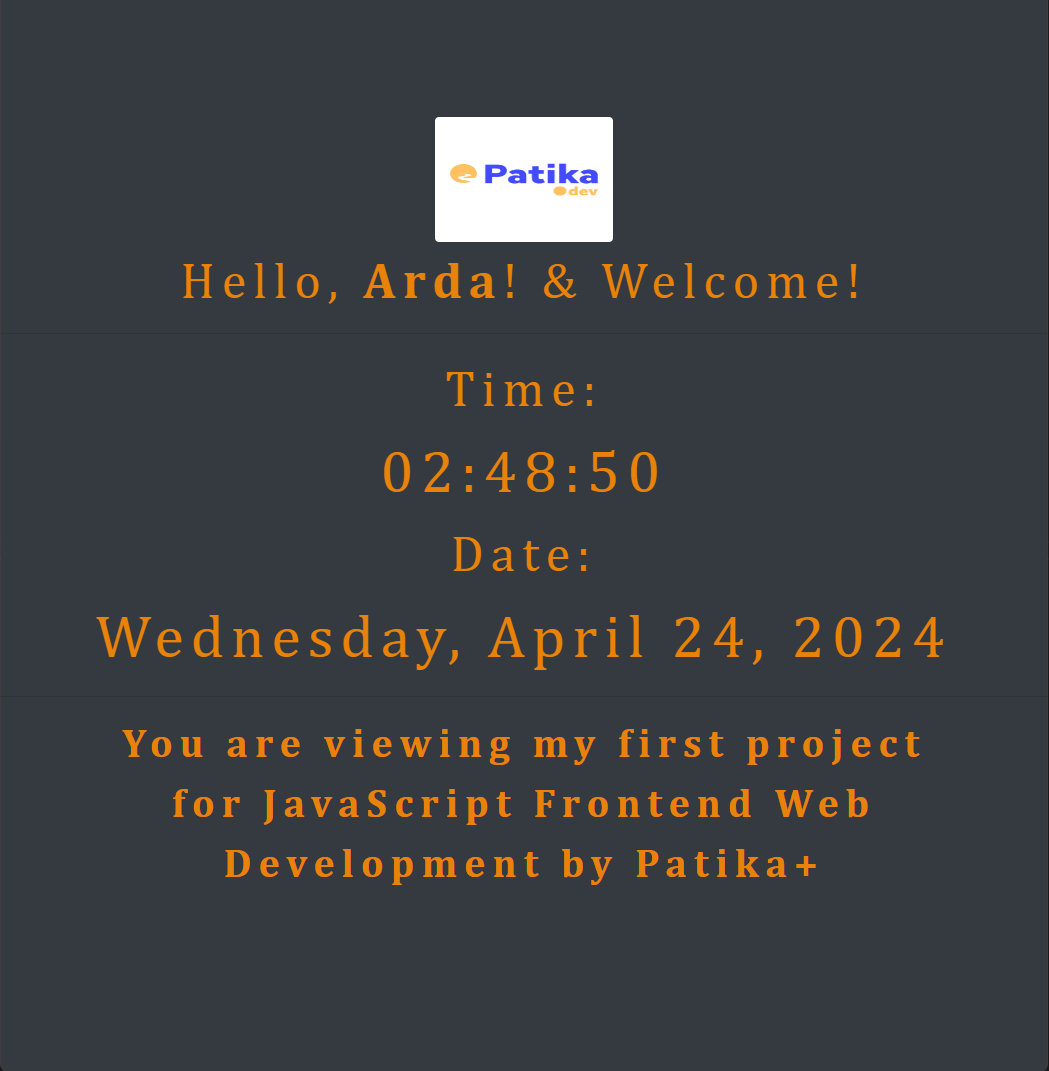 Patika
dev
Hello, Arda! & Welcome!
Time:
02:48:50
Date:
Wednesday, April 24, 2024
You are viewing my first project
for JavaScript Frontend Web
Development by Patika+